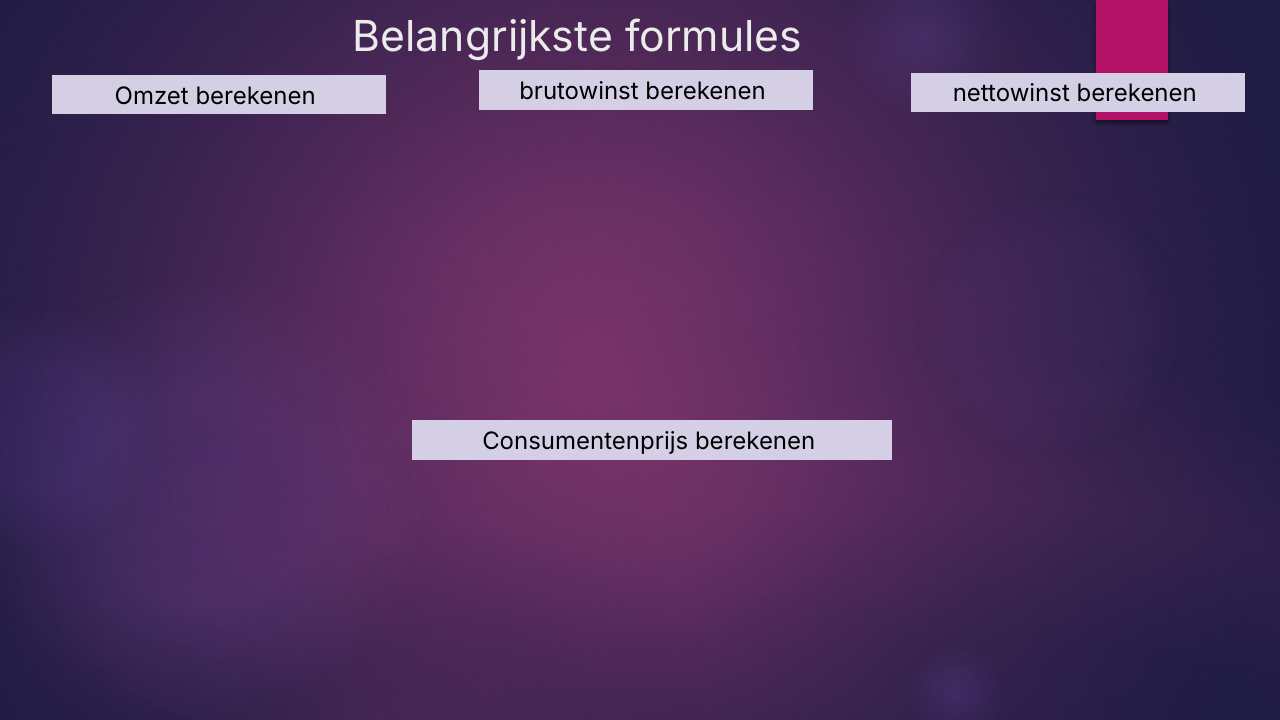 Belangrijkste formules
Omzet berekenen
brutowinst berekenen
nettowinst berekenen
Consumentenprijs berekenen